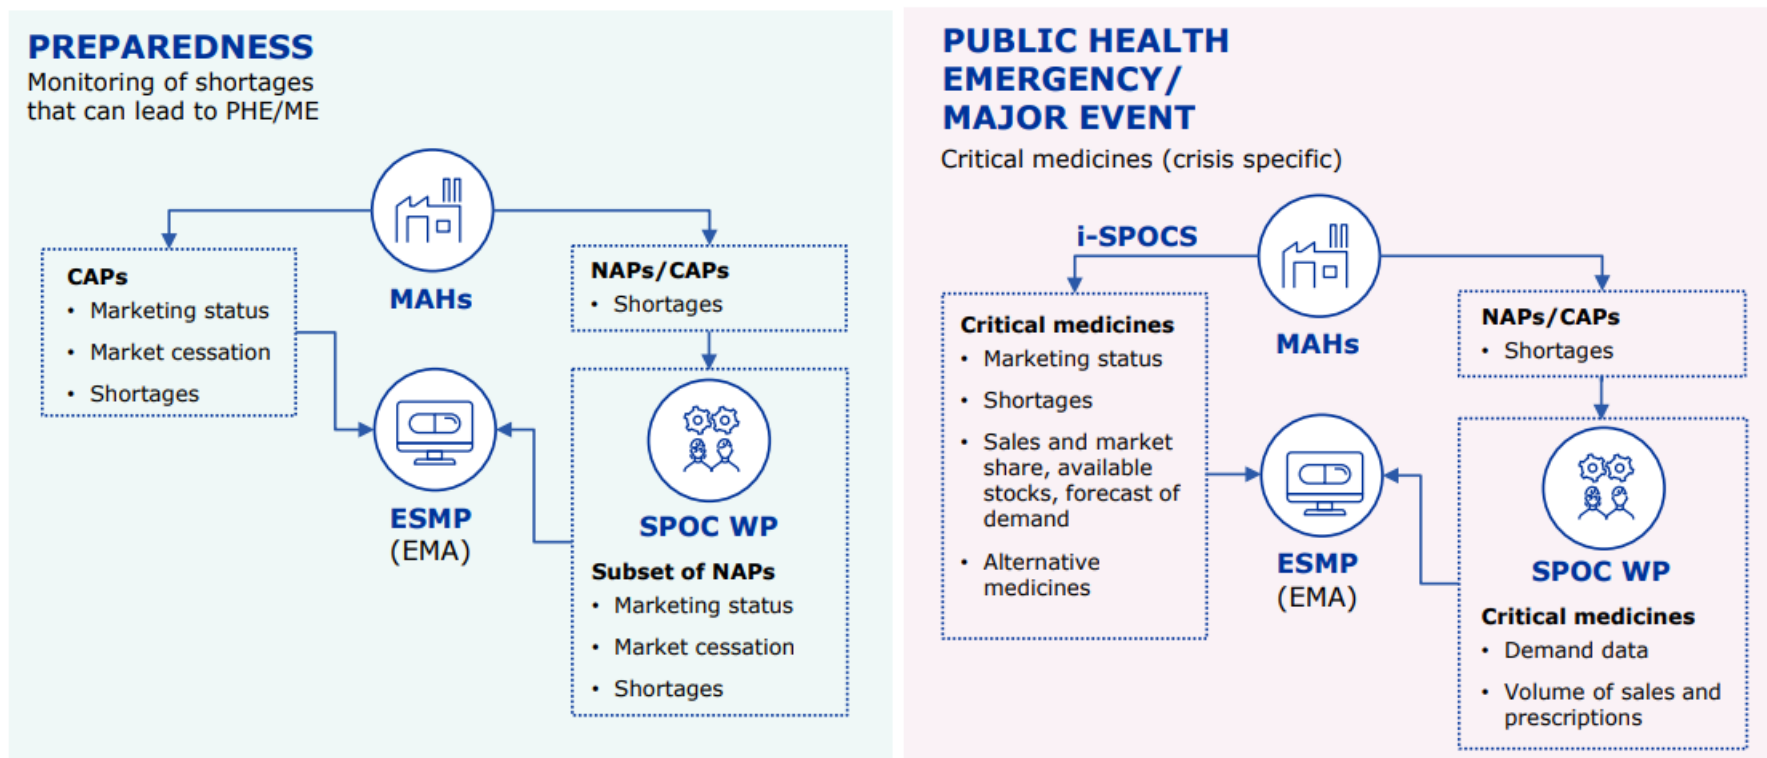 PREPAREDNESS
Monitoring of shortages
that can lead to PHE/ME
MAHs
CAPs
• Marketing status
• Market cessation
• Shortages
NAPs/CAPs
• Shortages
ESMP
(EMA)
SPOC WP
Subset of NAPs
• Marketing status
• Market cessation
• Shortages
PUBLIC HEALTH
EMERGENCY/
MAJOR EVENT
Critical medicines (crisis specific)
i-SPOCS
MAHs
Critical medicines
• Marketing status
• Shortages
• Sales and market
share, available
stocks, forecast of
demand
• Alternative
medicines
NAPs/CAPs
• Shortages
ESMP
(EMA)
SPOC WP
Critical medicines
• Demand data
• Volume of sales and
prescriptions